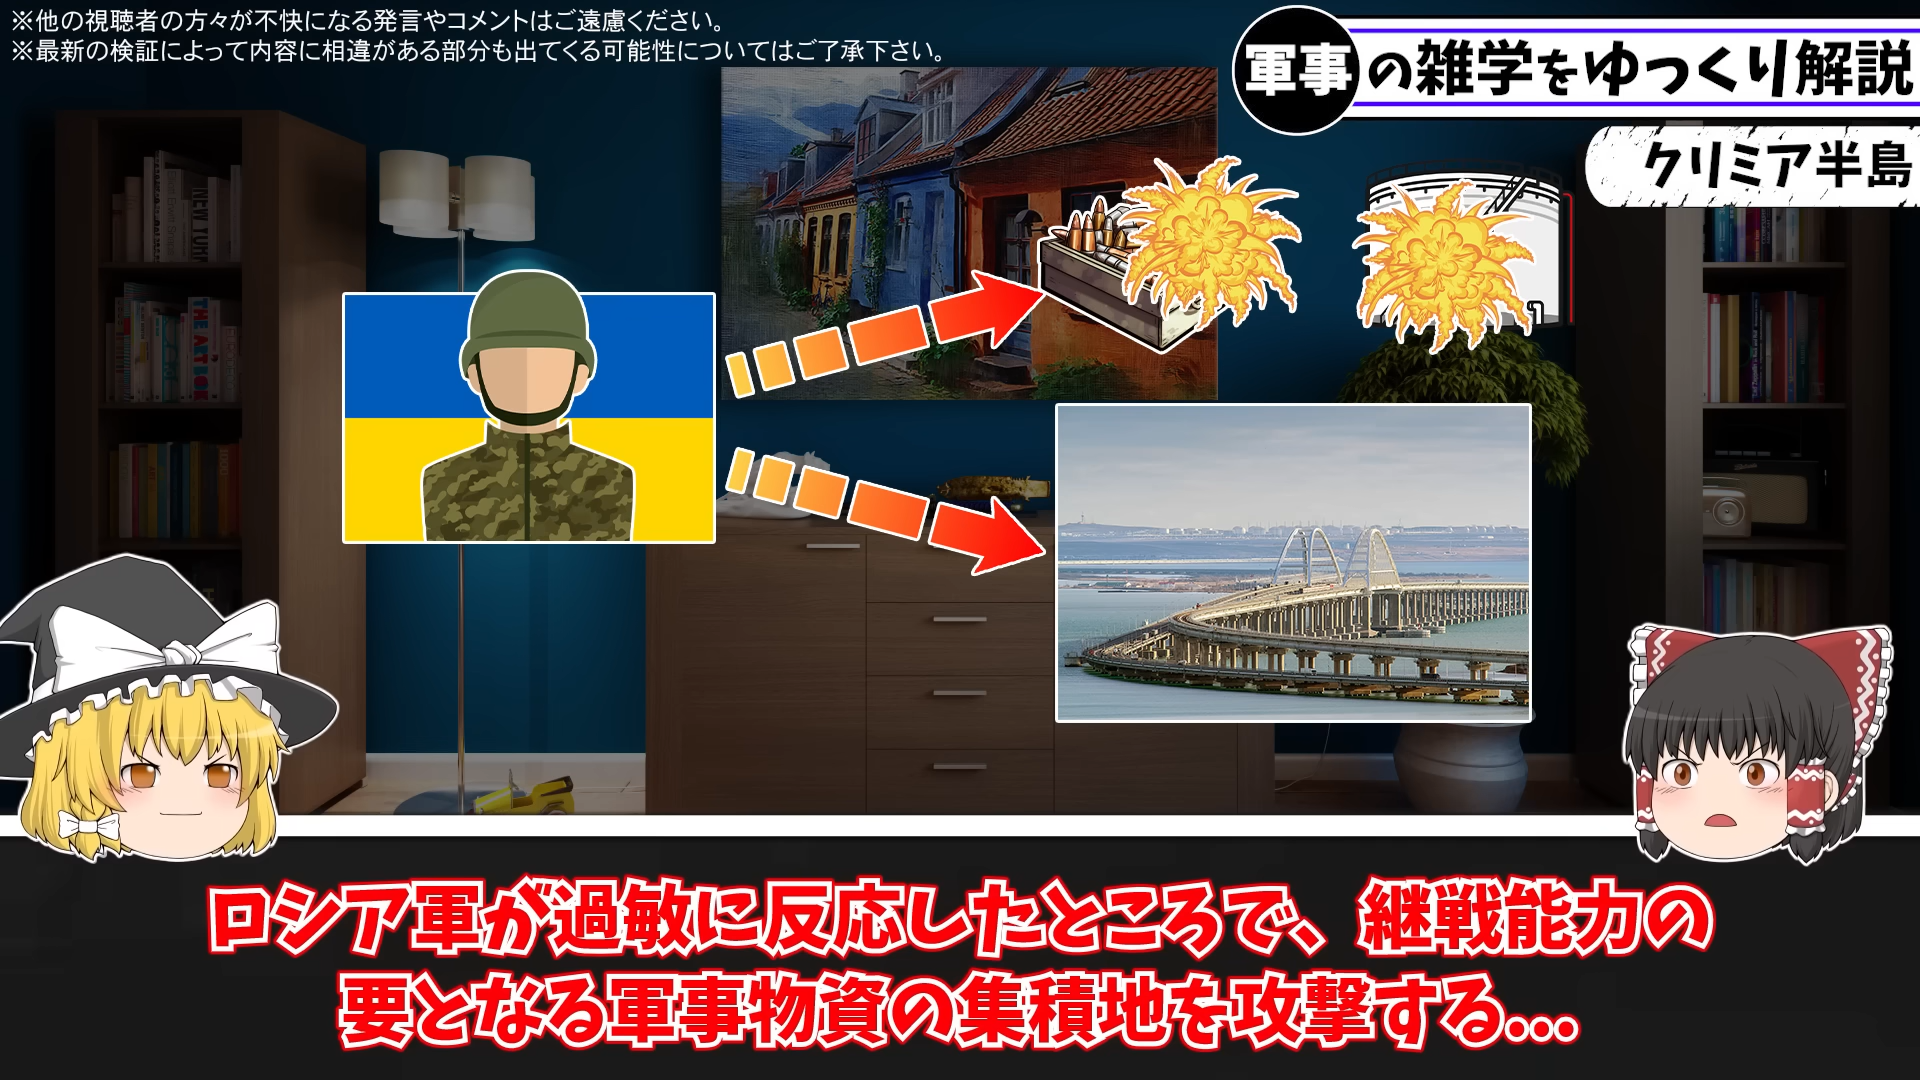 ※他の視聴者の方々が不快になる発言やコメントはご遠慮ください。
※最新の検証によって内容に相違がある部分も出てくる可能性についてはご了承下さい。
軍事の雑学をゆっくり解説
クリミア半島
NEW YORK
THE ATTACK
ロシア軍が過敏に反応したところで、継戦能力の
要となる軍事物資の集積地を攻撃する...